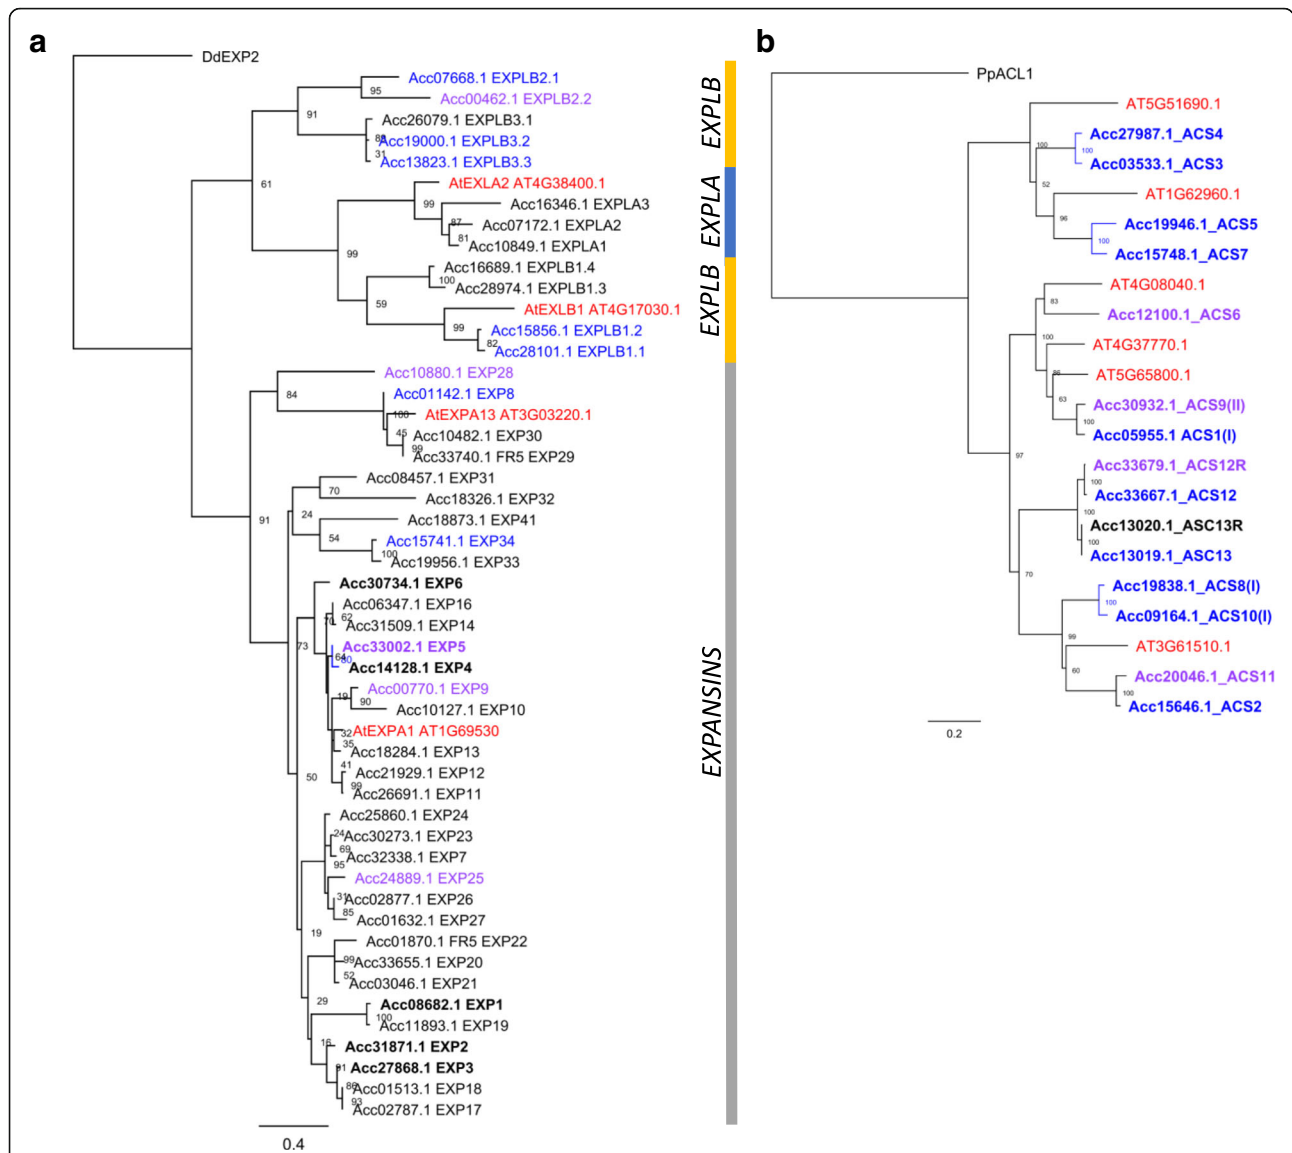 a
DdEXP2
Acc07668.1 EXPLB2.1
95
Acc00462.1 EXPLB2.2
91
Acc26079.1 EXPLB3.1
Acc19000.1 EXPLB3.2
31
Acc13823.1 EXPLB3.3
61
AtEXLA2 AT4G38400.1
99
Acc16346.1 EXPLA3
87
Acc07172.1 EXPLA2
81
Acc10849.1 EXPLA1
99
Acc16689.1 EXPLB1.4
100
Acc28974.1 EXPLB1.3
59
AtEXLB1 AT4G17030.1
99
Acc15856.1 EXPLB1.2
82
Acc28101.1 EXPLB1.1
Acc10880.1 EXP28
84
Acc01142.1 EXP8
100
AtEXPA13 AT3G03220.1
45
Acc10482.1 EXP30
99
Acc33740.1 FR5 EXP29
Acc08457.1 EXP31
70
Acc18326.1 EXP32
24
91
Acc18873.1 EXP41
54
Acc15741.1 EXP34
100
Acc19956.1 EXP33
Acc30734.1 EXP6
Acc06347.1 EXP16
62
70
Acc31509.1 EXP14
73
Acc33002.1 EXP5
64
80
Acc14128.1 EXP4
Acc00770.1 EXP9
19
90
Acc10127.1 EXP10
32
AtEXPA1 AT1G69530
35
Acc18284.1 EXP13
41
Acc21929.1 EXP12
50
99
Acc26691.1 EXP11
Acc25860.1 EXP24
24
Acc30273.1 EXP23
69
Acc32338.1 EXP7
95
Acc24889.1 EXP25
31
Acc02877.1 EXP26
85
Acc01632.1 EXP27
19
Acc01870.1 FR5 EXP22
99
Acc33655.1 EXP20
52
Acc03046.1 EXP21
29
Acc08682.1 EXP1
100
Acc11893.1 EXP19
16
Acc31871.1 EXP2
91
Acc27868.1 EXP3
86
Acc01513.1 EXP18
93
Acc02787.1 EXP17
0.4
EXPLB
EXPLA
EXPLB
EXPANSINS
b
PpACL1
AT5G51690.1
Acc27987.1_ACS4
100
100
Acc03533.1_ACS3
52
AT1G62960.1
96
Acc19946.1_ACS5
100
Acc15748.1_ACS7
AT4G08040.1
83
Acc12100.1_ACS6
100
AT4G37770.1
AT5G65800.1
63
Acc30932.1_ACS9(II)
100
Acc05955.1 ACS1(I)
97
Acc33679.1_ACS12R
100
Acc33667.1_ACS12
100
Acc13020.1_ASC13R
100
Acc13019.1_ASC13
70
Acc19838.1_ACS8(I)
100
Acc09164.1_ACS10(I)
99
AT3G61510.1
60
Acc20046.1_ACS11
100
Acc15646.1_ACS2
0.2